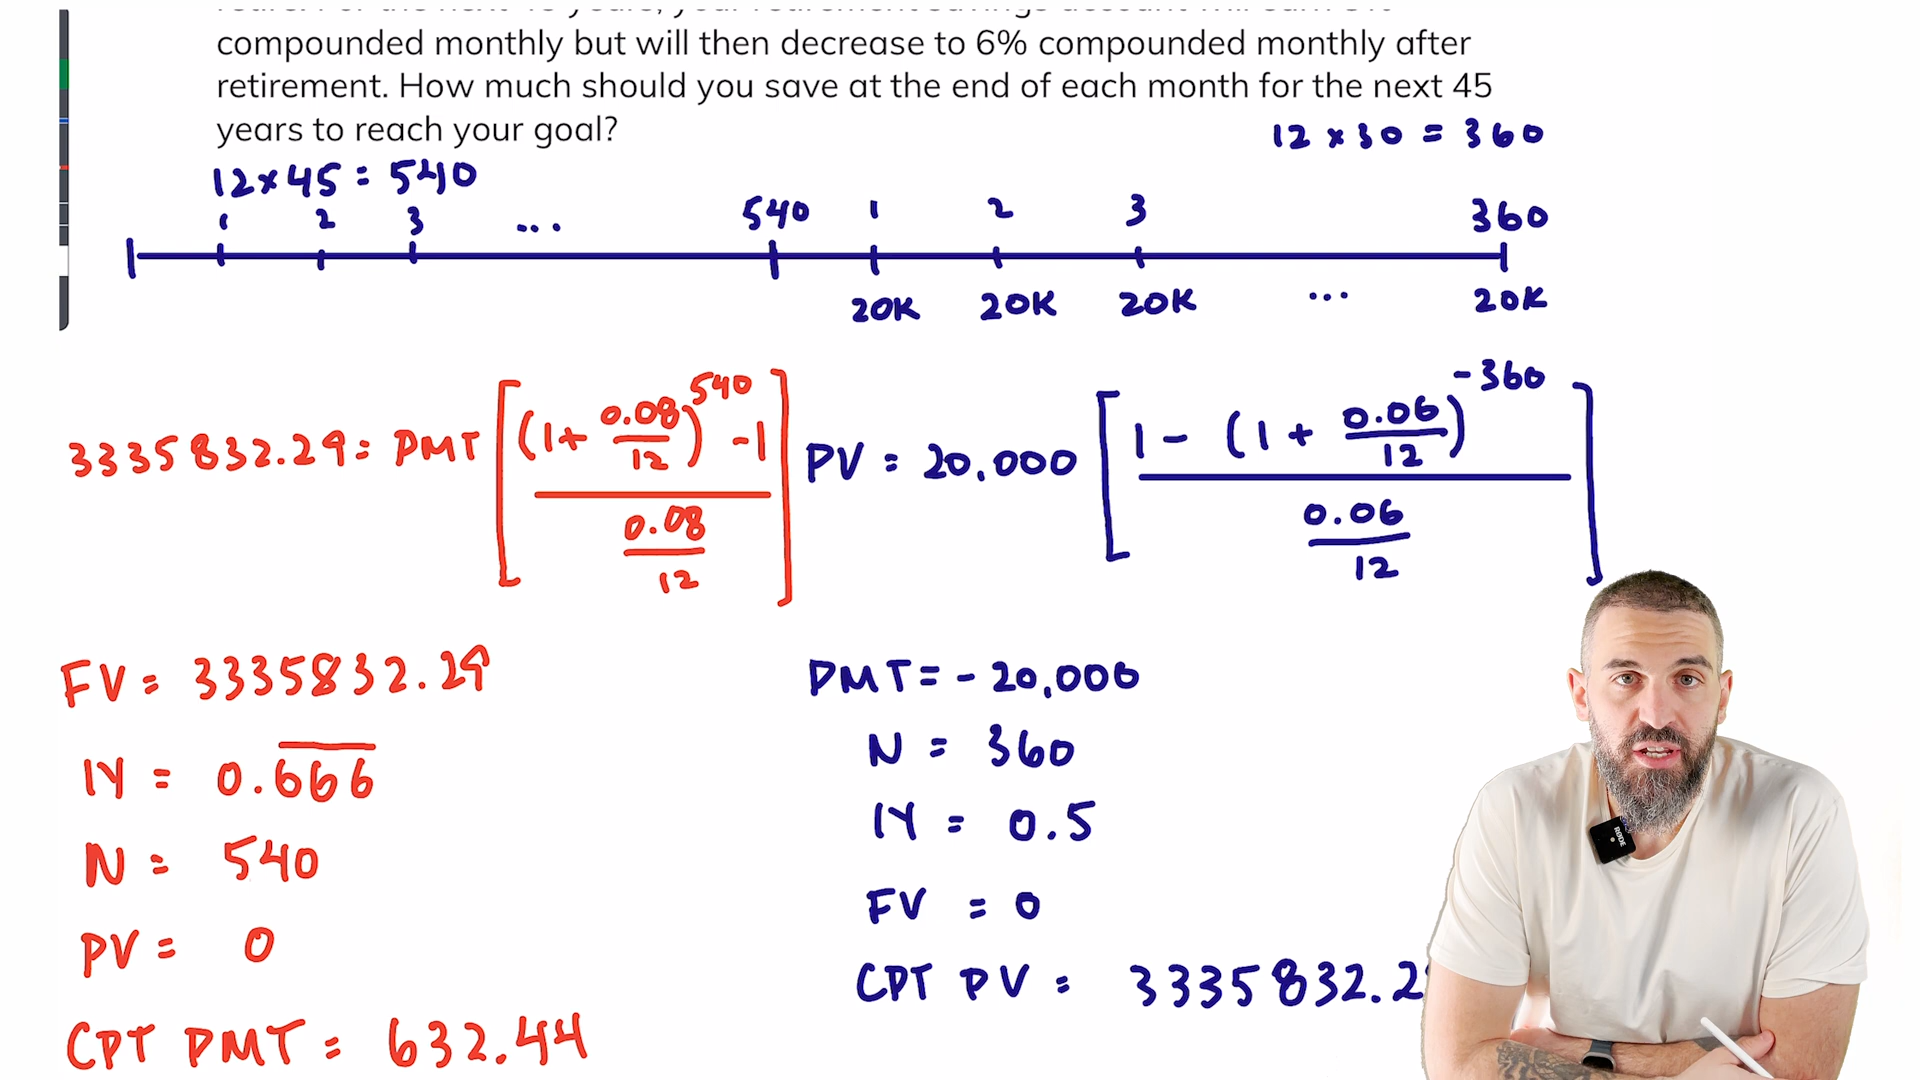 compounded monthly but will then decrease to 6% compounded monthly after
retirement. How much should you save at the end of each month for the next 45
years to reach your goal?
12 x 30 = 360
12 x 45 = 540
1 2 3 ... 540 1 2 3 360
20K 20K 20K ... 20K
3335832.29 = PMT [ (1 + 0.08/12)^540 - 1 / 0.08/12 ]
PV = 20,000 [ 1 - (1 + 0.06/12)^-360 / 0.06/12 ]
FV = 3335832.29
IY = 0.666
N = 540
PV = 0
CPT PMT = 632.44
PMT = - 20,000
N = 360
IY = 0.5
FV = 0
CPT PV = 3335832.2
RØDE